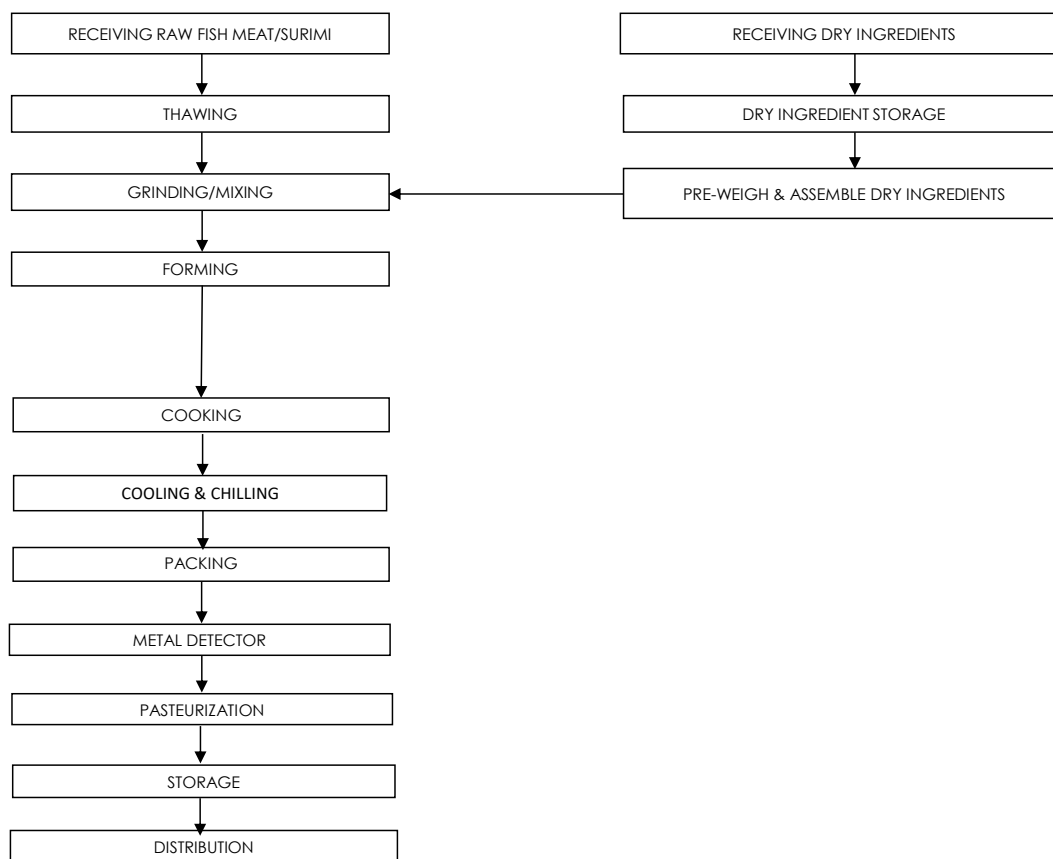 RECEIVING RAW FISH MEAT/SURIMI
THAWING
GRINDING/MIXING
FORMING
COOKING
COOLING & CHILLING
PACKING
METAL DETECTOR
PASTEURIZATION
STORAGE
DISTRIBUTION
RECEIVING DRY INGREDIENTS
DRY INGREDIENT STORAGE
PRE-WEIGH & ASSEMBLE DRY INGREDIENTS